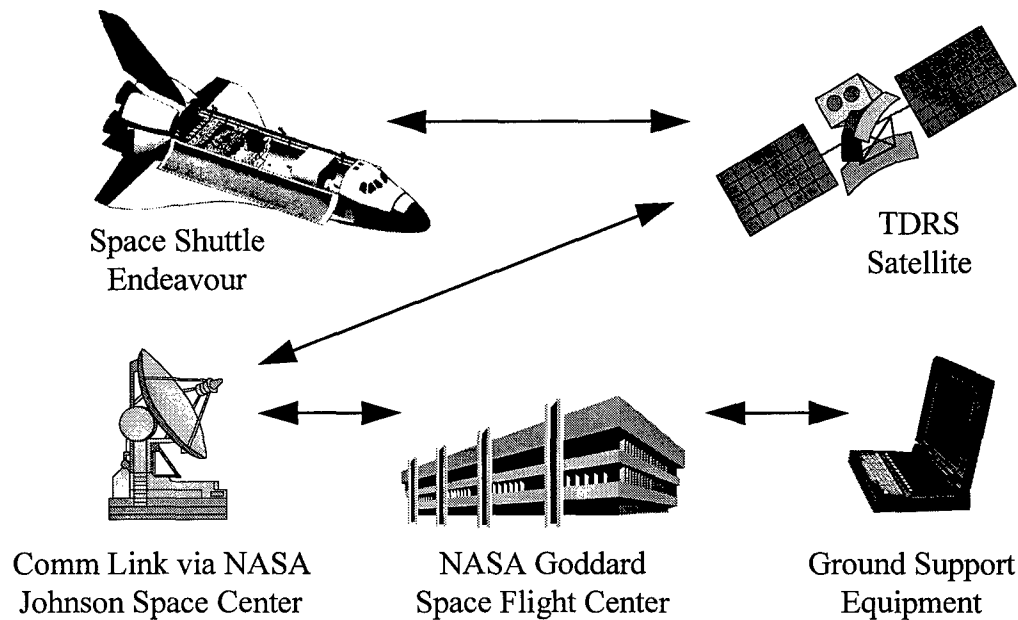 Space Shuttle
Endeavour
TDRS
Satellite
Comm Link via NASA
Johnson Space Center
NASA Goddard
Space Flight Center
Ground Support
Equipment